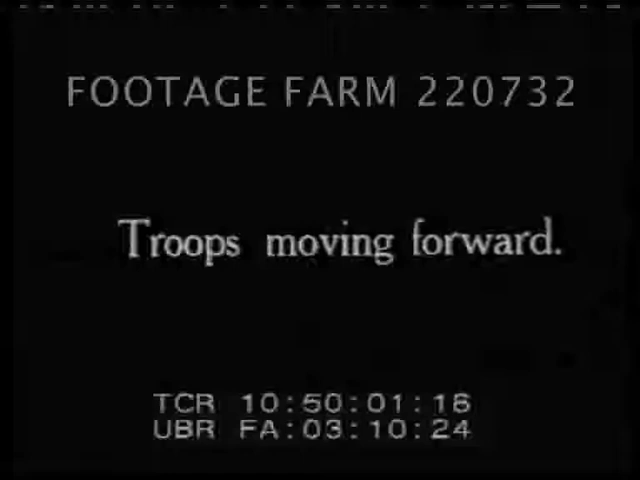 FOOTAGE FARM 220732
Troops moving forward.
TCR 10:50:01:16
UBR FA:03:10:24